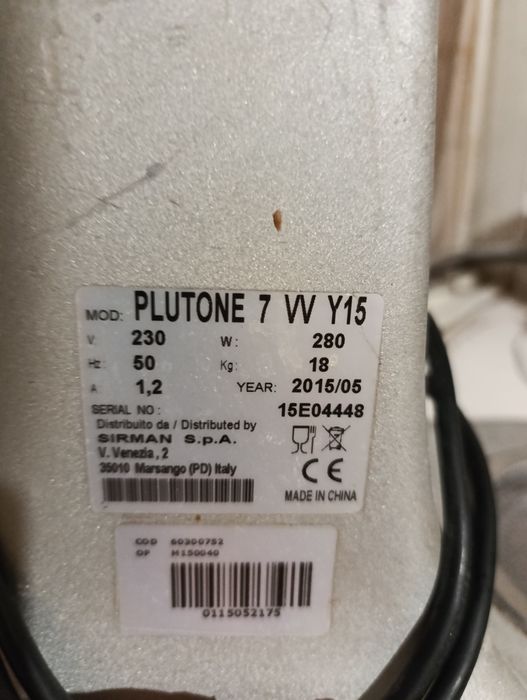 MOD: PLUTONE 7 VV Y15
V: 230 W: 280
Hz: 50 Kg: 18
A 1,2 YEAR: 2015/05
SERIAL NO: 15E04448
Distribuito da / Distributed by
SIRMAN S.p.A.
V. Venezia, 2
35010 Marsango (PD) Italy
CE
MADE IN CHINA
COD 60300752
OP M150040
0115052175